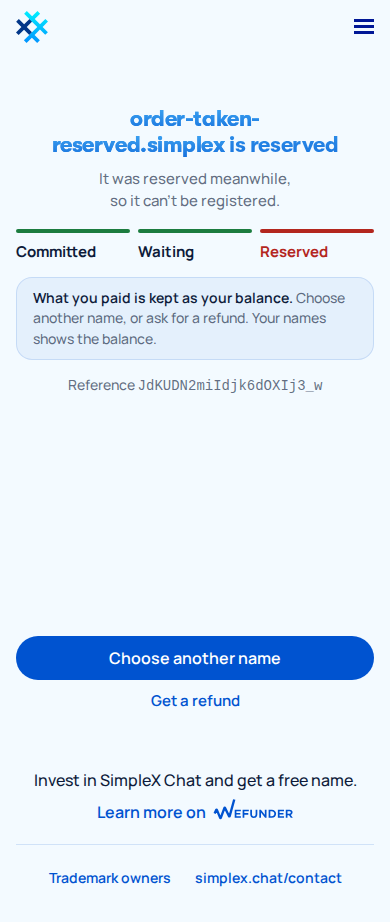 order-taken-
reserved.simplex is reserved
It was reserved meanwhile,
so it can't be registered.
Committed Waiting Reserved
What you paid is kept as your balance. Choose
another name, or ask for a refund. Your names
shows the balance.
Reference JdKUDN2miIdjk6dOXIj3_w
Choose another name
Get a refund
Invest in SimpleX Chat and get a free name.
Learn more on WEFUNDER
Trademark owners simplex.chat/contact